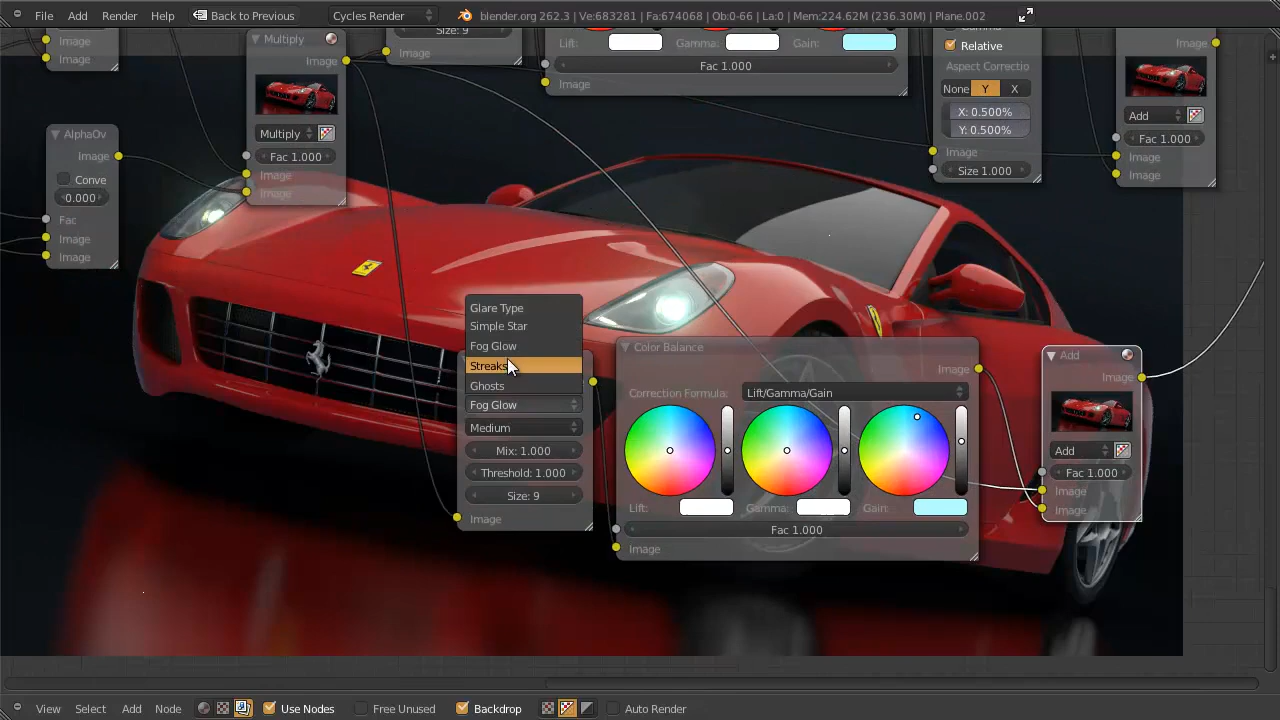 File Add Render Help Back to Previous Cycles Render blender.org 262.3 | Ve:683281 | Fa:674068 | Ob:0-66 | La:0 | Mem:224.62M (236.30M) | Plane.002
Image
Image
Multiply
Image
Multiply
Fac 1.000
Image
Image
Size: 9
Image
Lift:
Gamma:
Gain:
Fac 1.000
Image
Relative
Aspect Correctio
None Y X
X: 0.500%
Y: 0.500%
Image
Size 1.000
Image
Add
Fac 1.000
Image
Image
AlphaOv
Image
Conve
0.000
Fac
Image
Image
Glare Type
Simple Star
Fog Glow
Streaks
Ghosts
Fog Glow
Medium
Mix: 1.000
Threshold: 1.000
Size: 9
Image
Color Balance
Image
Correction Formula: Lift/Gamma/Gain
Lift:
Gamma:
Gain:
Fac 1.000
Image
Add
Image
Add
Fac 1.000
Image
Image
View Select Add Node Use Nodes Free Unused Backdrop Auto Render